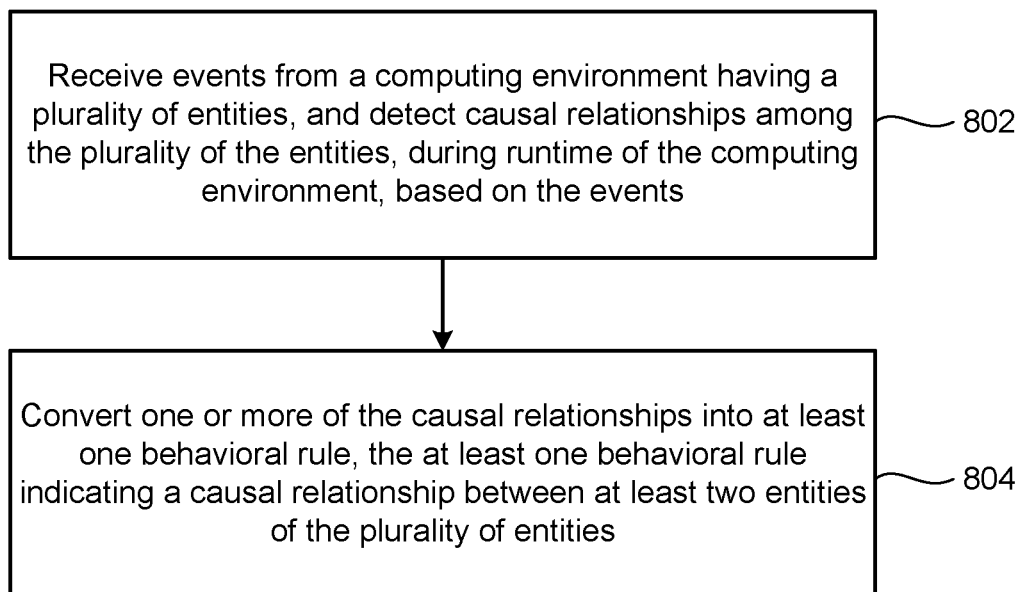 Receive events from a computing environment having a
plurality of entities, and detect causal relationships among
the plurality of the entities, during runtime of the computing
environment, based on the events
802
Convert one or more of the causal relationships into at least
one behavioral rule, the at least one behavioral rule
indicating a causal relationship between at least two entities
of the plurality of entities
804